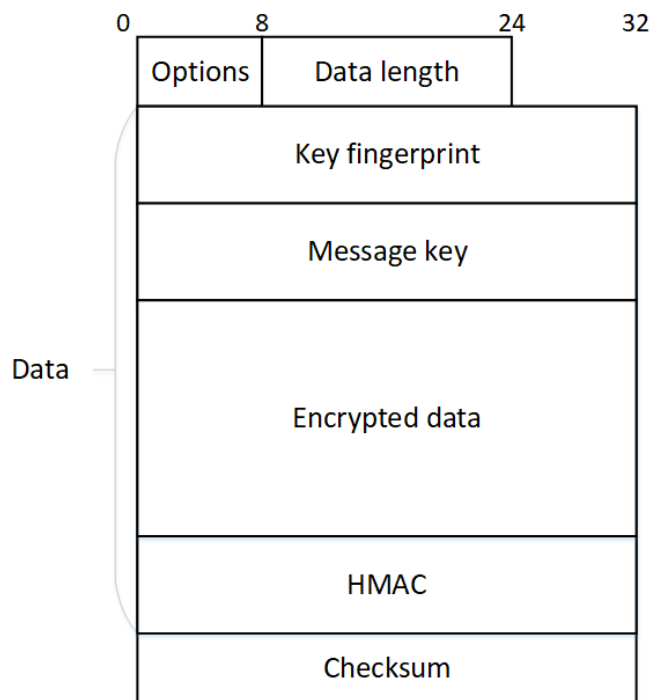 0 8 24 32
Options Data length
Key fingerprint
Message key
Data
Encrypted data
HMAC
Checksum